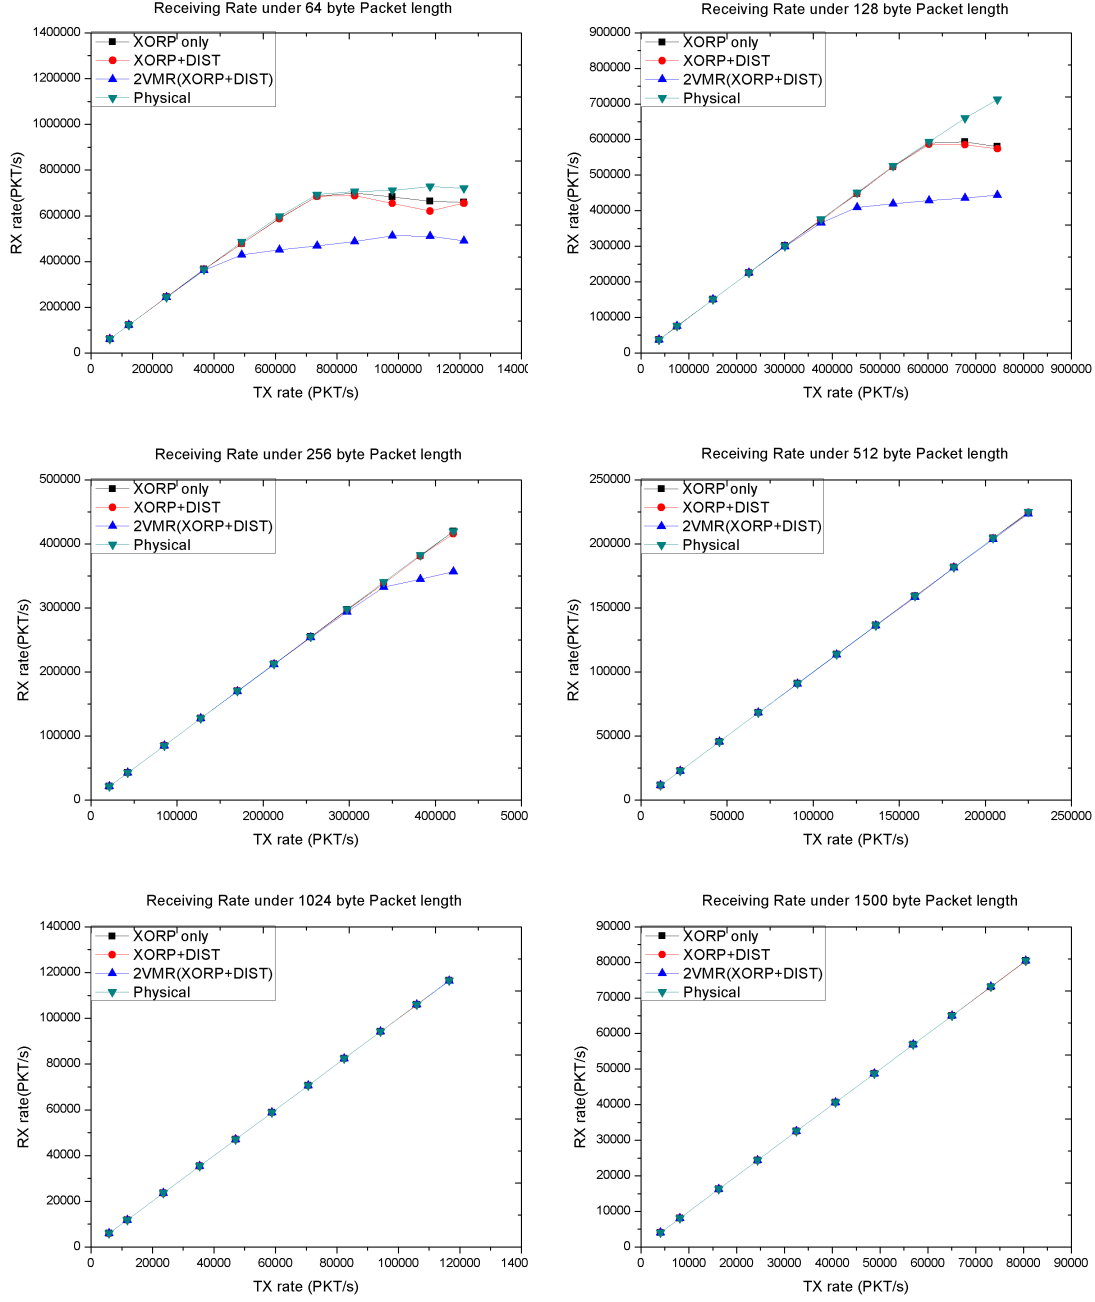 Receiving Rate under 64 byte Packet length
1400000
1200000
1000000
800000
600000
400000
200000
0
RX rate(PKT/s)
XORP only
XORP+DIST
2VMR(XORP+DIST)
Physical
0 200000 400000 600000 800000 1000000 1200000 14000
TX rate (PKT/s)
Receiving Rate under 128 byte Packet length
900000
800000
700000
600000
500000
400000
300000
200000
100000
0
RX rate(PKT/s)
XORP only
XORP+DIST
2VMR(XORP+DIST)
Physical
0 100000 200000 300000 400000 500000 600000 700000 800000 900000
TX rate (PKT/s)
Receiving Rate under 256 byte Packet length
500000
400000
300000
200000
100000
0
RX rate(PKT/s)
XORP only
XORP+DIST
2VMR(XORP+DIST)
Physical
0 100000 200000 300000 400000 5000
TX rate (PKT/s)
Receiving Rate under 512 byte Packet length
250000
200000
150000
100000
50000
0
RX rate(PKT/s)
XORP only
XORP+DIST
2VMR(XORP+DIST)
Physical
0 50000 100000 150000 200000 250000
TX rate (PKT/s)
Receiving Rate under 1024 byte Packet length
140000
120000
100000
80000
60000
40000
20000
0
RX rate(PKT/s)
XORP only
XORP+DIST
2VMR(XORP+DIST)
Physical
0 20000 40000 60000 80000 100000 120000 1400
TX rate (PKT/s)
Receiving Rate under 1500 byte Packet length
90000
80000
70000
60000
50000
40000
30000
20000
10000
0
RX rate(PKT/s)
XORP only
XORP+DIST
2VMR(XORP+DIST)
Physical
0 10000 20000 30000 40000 50000 60000 70000 80000 90000
TX rate (PKT/s)